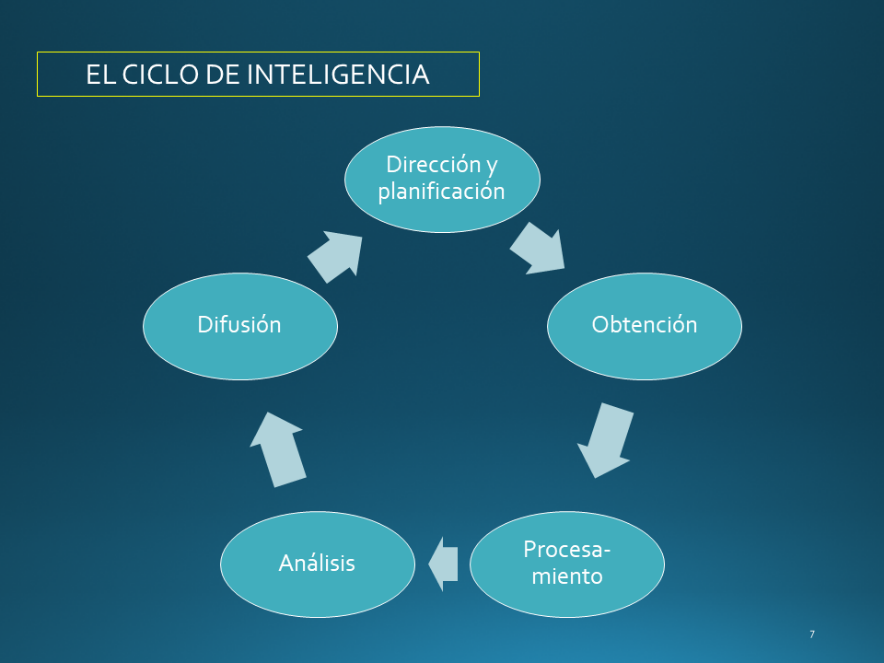 EL CICLO DE INTELIGENCIA
Dirección y
planificación
Obtención
Procesa-
miento
Análisis
Difusión
7